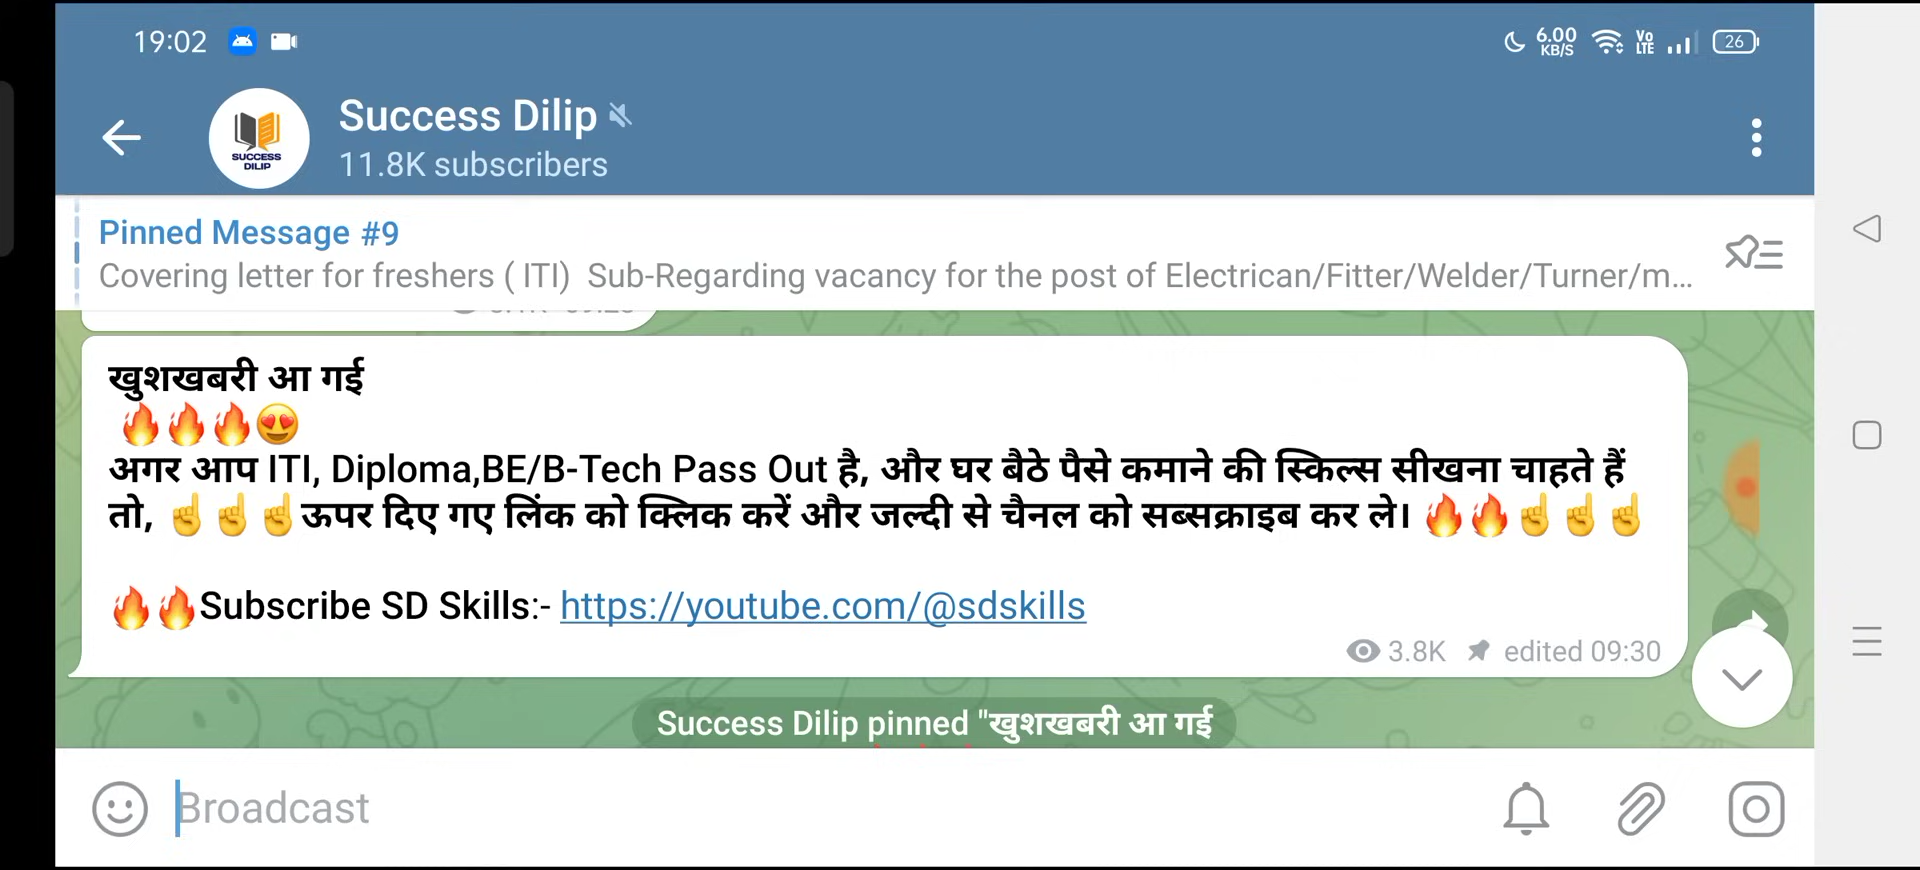 19:02
6.00 KB/S Vo LTE 26
SUCCESS DILIP
Success Dilip
11.8K subscribers
Pinned Message #9
Covering letter for freshers ( ITI)  Sub-Regarding vacancy for the post of Electrican/Fitter/Welder/Turner/m...
खुशखबरी आ गई
🔥🔥🔥😍
अगर आप ITI, Diploma,BE/B-Tech Pass Out है, और घर बैठे पैसे कमाने की स्किल्स सीखना चाहते हैं
तो, ☝️☝️☝️ऊपर दिए गए लिंक को क्लिक करें और जल्दी से चैनल को सब्सक्राइब कर ले। 🔥🔥☝️☝️☝️
🔥🔥Subscribe SD Skills:- https://youtube.com/@sdskills
3.8K edited 09:30
Success Dilip pinned "खुशखबरी आ गई
Broadcast